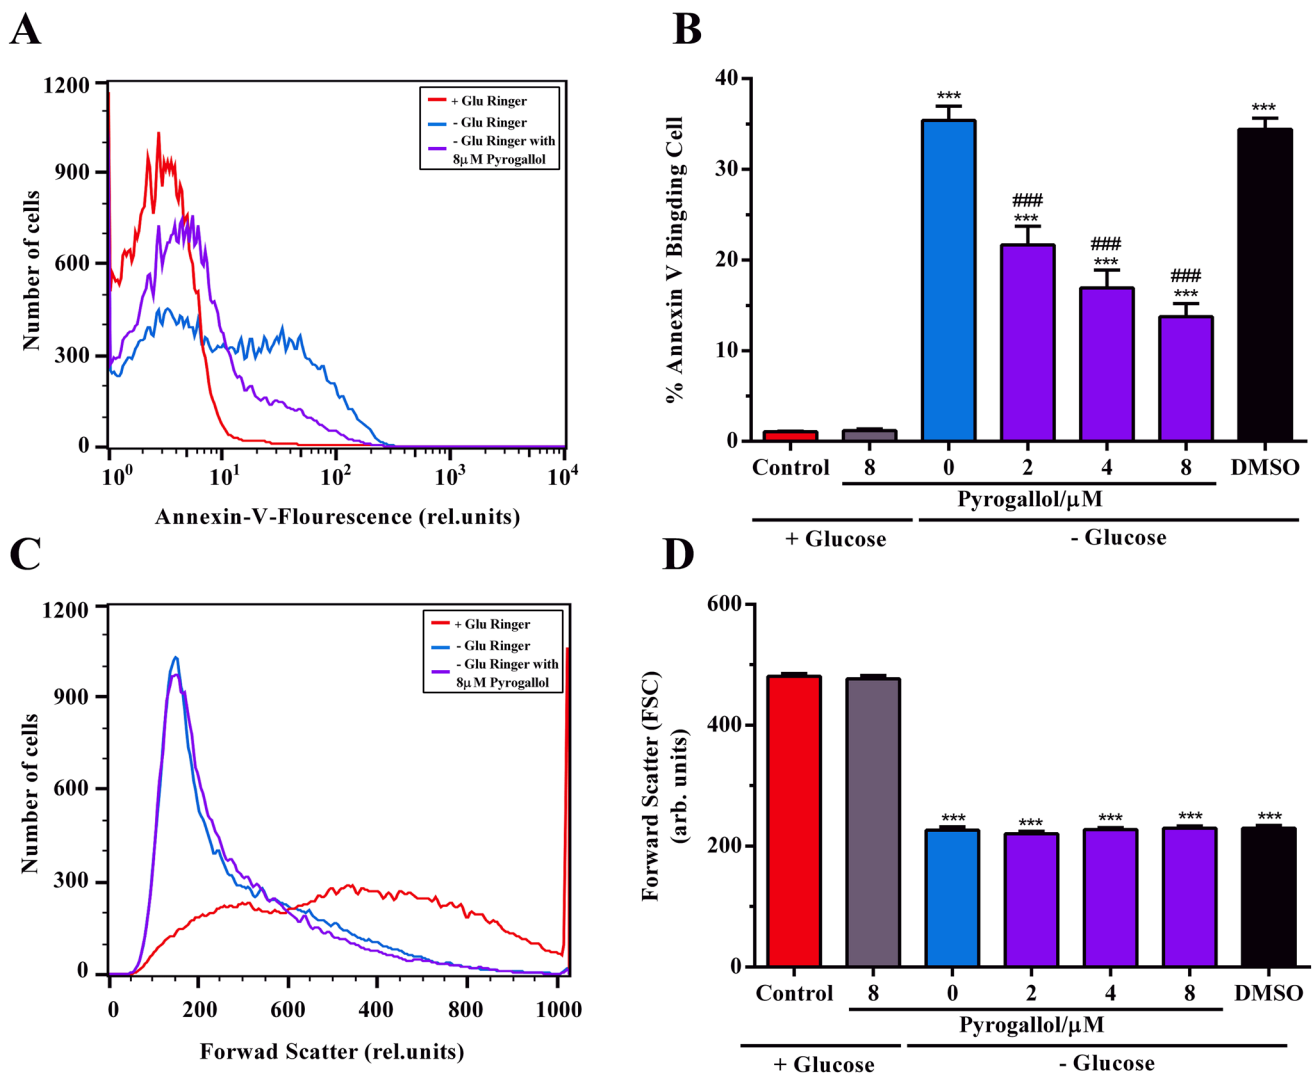 A
1200
900
600
300
0
+ Glu Ringer
- Glu Ringer
- Glu Ringer with
8μM Pyrogallol
Number of cells
10⁰ 10¹ 10² 10³ 10⁴
Annexin-V-Flourescence (rel.units)
B
40
30
20
10
0
% Annexin V Bingding Cell
*** ***
###
***
###
***
###
***
Control 8 0 2 4 8 DMSO
Pyrogallol/μM
+ Glucose - Glucose
C
1200
900
600
300
0
+ Glu Ringer
- Glu Ringer
- Glu Ringer with
8μM Pyrogallol
Number of cells
0 200 600 400 800 1000
Forwad Scatter (rel.units)
D
600
400
200
0
Forward Scatter (FSC)
(arb. units)
*** *** *** *** ***
Control 8 0 2 4 8 DMSO
Pyrogallol/μM
+ Glucose - Glucose